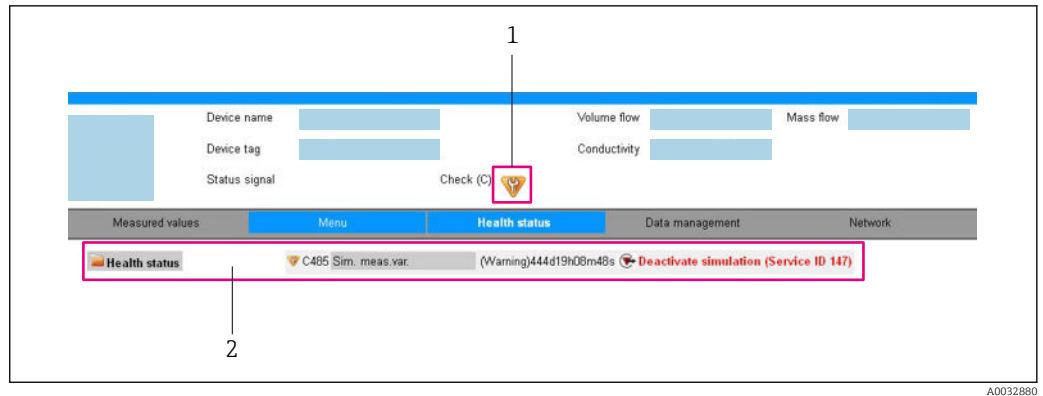 1
Device name Volume flow Mass flow
Device tag Conductivity
Status signal Check (C)
Measured values Menu Health status Data management Network
Health status C485 Sim. meas.var. (Warning)444d19h08m48s Deactivate simulation (Service ID 147)
2
A0032880